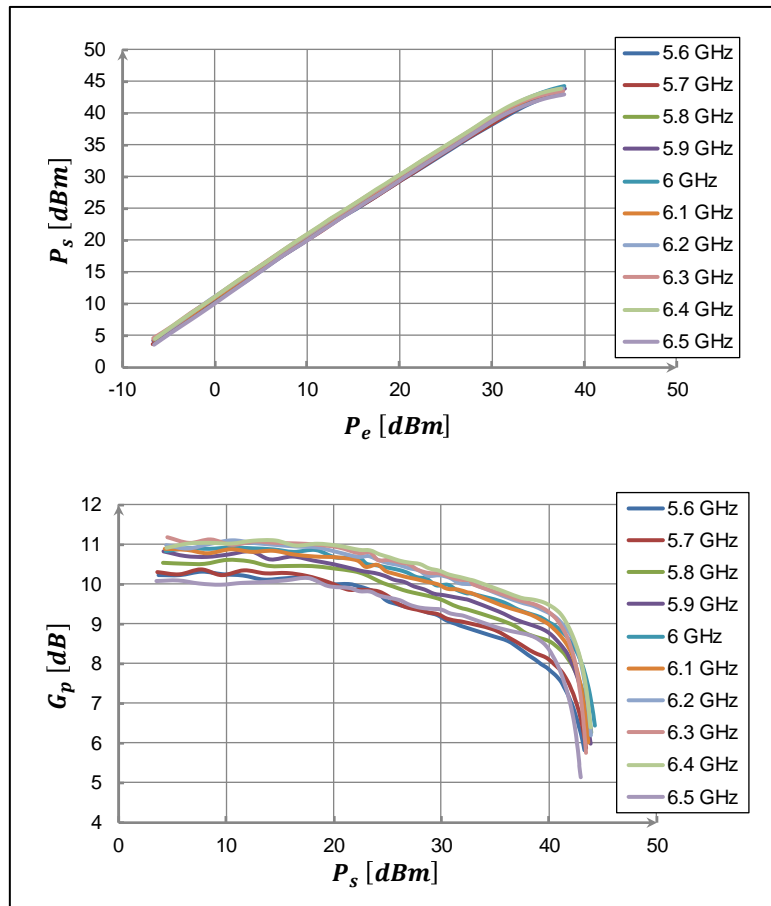 50
45
40
35
30
25
20
15
10
5
0
P_s [dBm]
-10 0 10 20 30 40 50
P_e [dBm]
5.6 GHz
5.7 GHz
5.8 GHz
5.9 GHz
6 GHz
6.1 GHz
6.2 GHz
6.3 GHz
6.4 GHz
6.5 GHz
12
11
10
9
8
7
6
5
4
G_p [dB]
0 10 20 30 40 50
P_s [dBm]
5.6 GHz
5.7 GHz
5.8 GHz
5.9 GHz
6 GHz
6.1 GHz
6.2 GHz
6.3 GHz
6.4 GHz
6.5 GHz